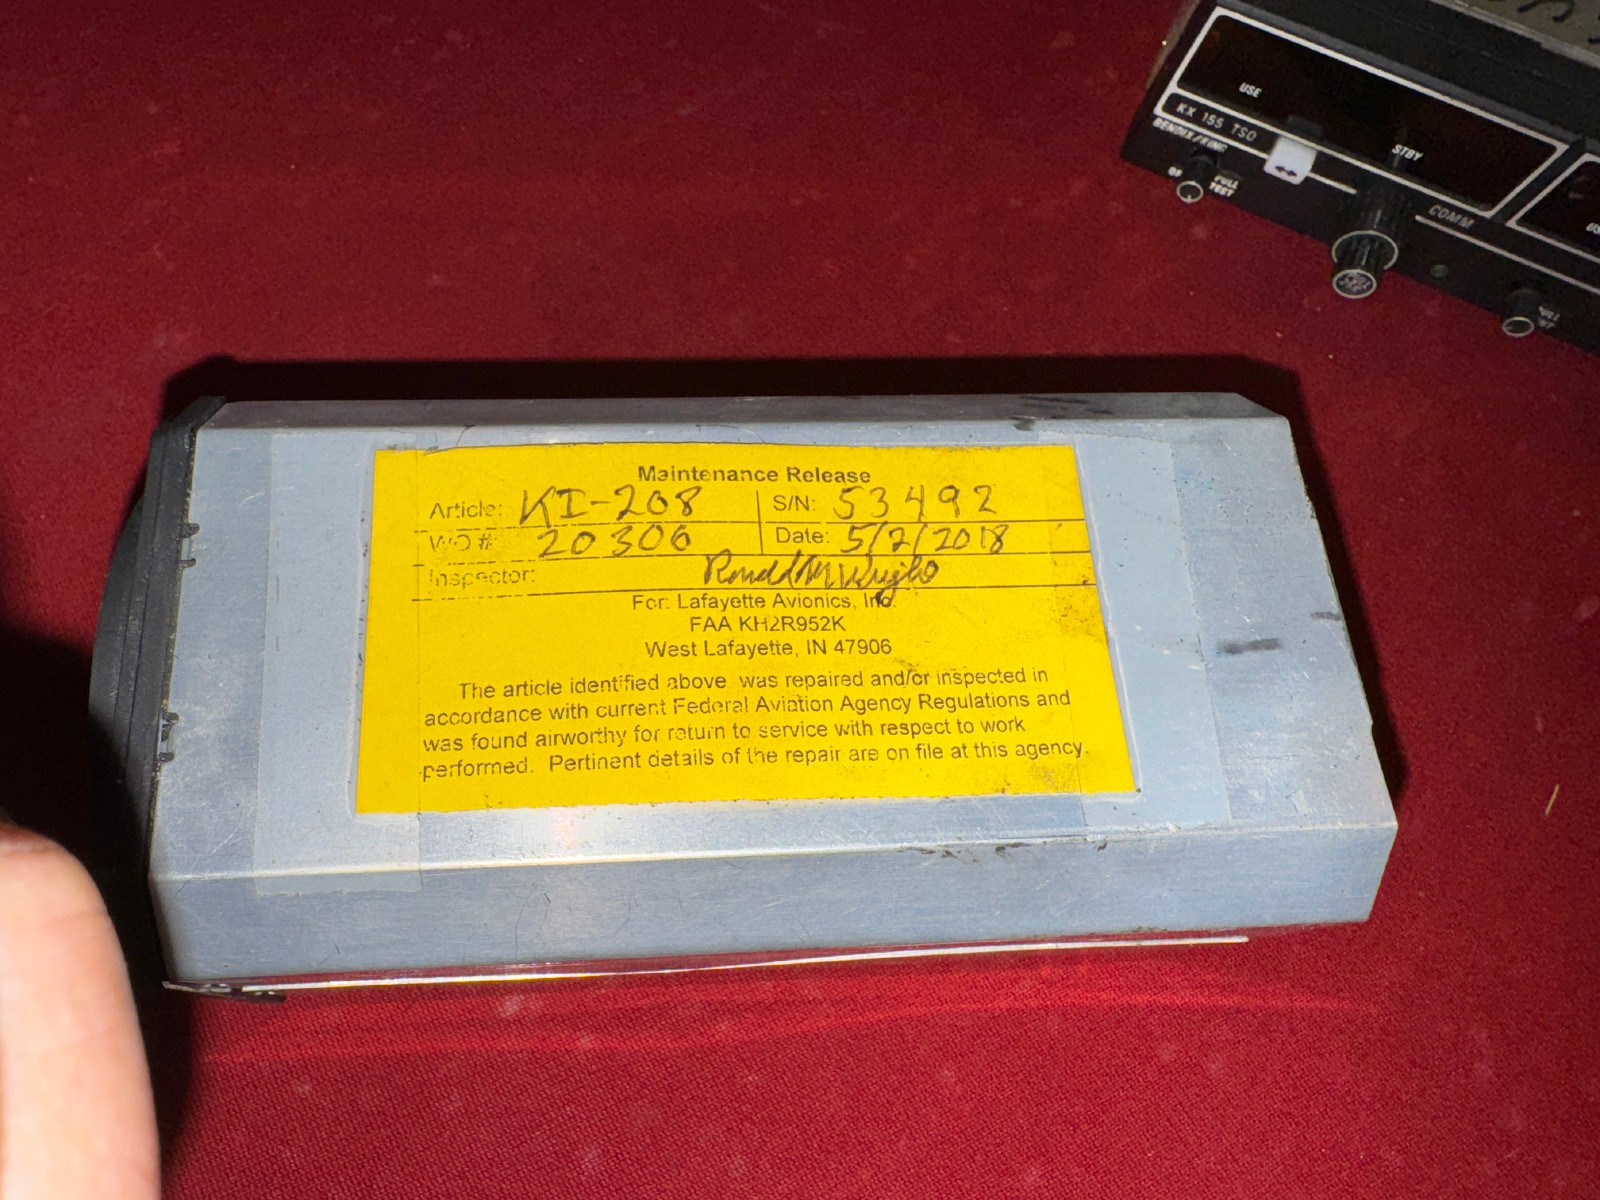 USE
KX 155 TSO
BENDIX/KING
STBY
OF
PULL
TEST
COMM
Maintenance Release
Article: KI-208 S/N: 53492
WO #: 20306 Date: 5/2/2018
Inspector:
For: Lafayette Avionics, Inc.
FAA KH2R952K
West Lafayette, IN 47906
The article identified above was repaired and/or inspected in
accordance with current Federal Aviation Agency Regulations and
was found airworthy for return to service with respect to work
performed. Pertinent details of the repair are on file at this agency.